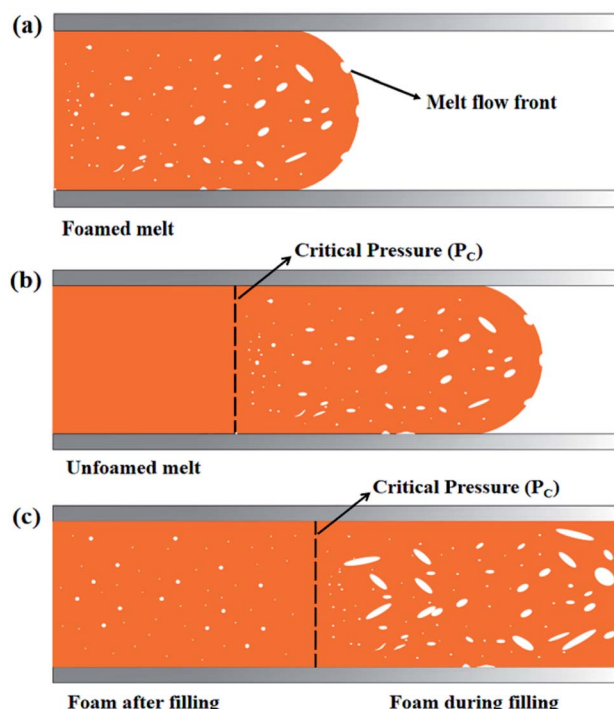 (a)
Melt flow front
Foamed melt
Critical Pressure (PC)
(b)
Unfoamed melt
Critical Pressure (PC)
(c)
Foam after filling Foam during filling